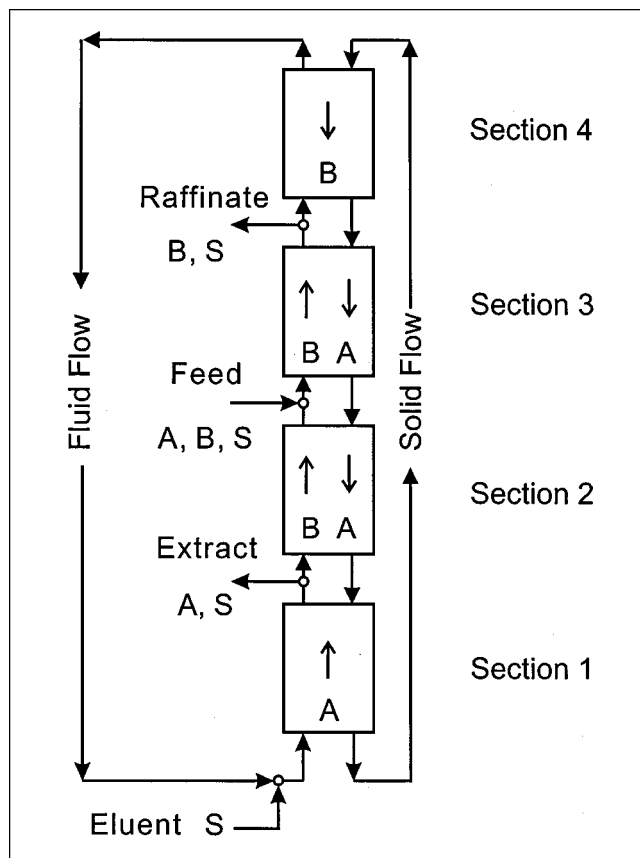 Section 4
B
Raffinate
B, S
Section 3
B A
Feed
A, B, S
Fluid Flow
Solid Flow
Section 2
B A
Extract
A, S
Section 1
A
Eluent S